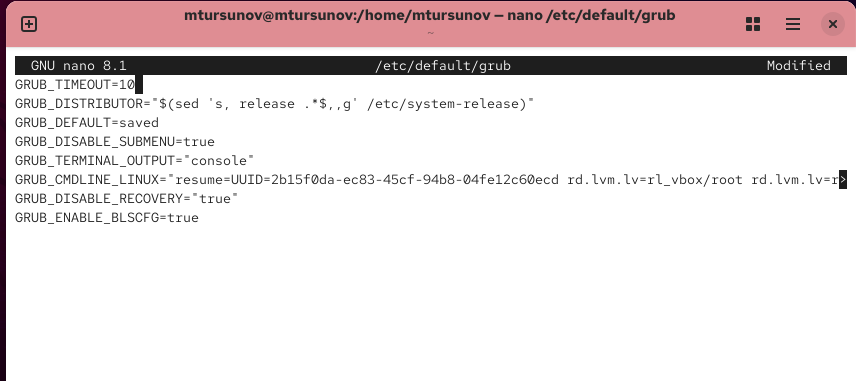 mtursunov@mtursunov:/home/mtursunov — nano /etc/default/grub
~
GNU nano 8.1 /etc/default/grub Modified
GRUB_TIMEOUT=10
GRUB_DISTRIBUTOR="$(sed 's, release .*$,,g' /etc/system-release)"
GRUB_DEFAULT=saved
GRUB_DISABLE_SUBMENU=true
GRUB_TERMINAL_OUTPUT="console"
GRUB_CMDLINE_LINUX="resume=UUID=2b15f0da-ec83-45cf-94b8-04fe12c60ecd rd.lvm.lv=rl_vbox/root rd.lvm.lv=r>
GRUB_DISABLE_RECOVERY="true"
GRUB_ENABLE_BLSCFG=true